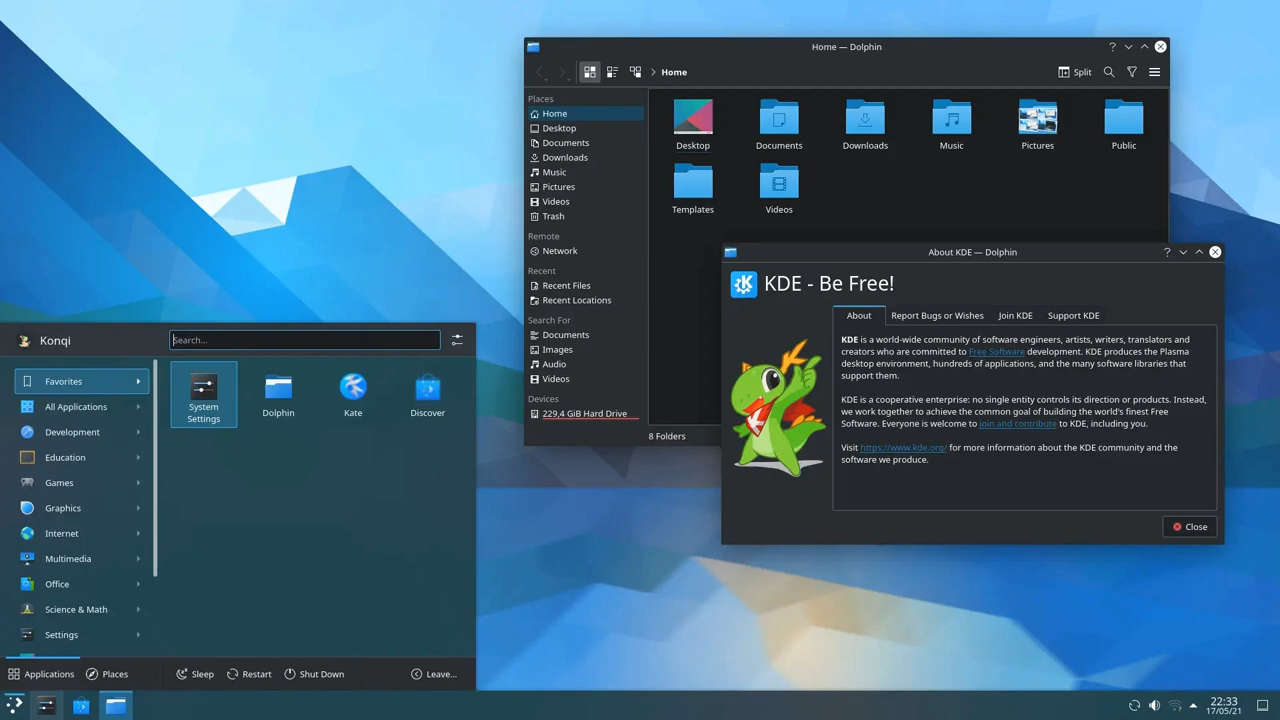 Home — Dolphin
Home
Split
Places
Home
Desktop
Documents
Downloads
Music
Pictures
Videos
Trash
Remote
Network
Recent
Recent Files
Recent Locations
Search For
Documents
Images
Audio
Videos
Devices
229,4 GiB Hard Drive
Desktop
Documents
Downloads
Music
Pictures
Public
Templates
Videos
8 Folders
About KDE — Dolphin
KDE - Be Free!
About
Report Bugs or Wishes
Join KDE
Support KDE
KDE is a world-wide community of software engineers, artists, writers, translators and
creators who are committed to Free Software development. KDE produces the Plasma
desktop environment, hundreds of applications, and the many software libraries that
support them.
KDE is a cooperative enterprise: no single entity controls its direction or products. Instead,
we work together to achieve the common goal of building the world's finest Free
Software. Everyone is welcome to join and contribute to KDE, including you.
Visit https://www.kde.org/ for more information about the KDE community and the
software we produce.
Close
Konqi
Search...
Favorites
All Applications
Development
Education
Games
Graphics
Internet
Multimedia
Office
Science & Math
Settings
System
Settings
Dolphin
Kate
Discover
Applications
Places
Sleep
Restart
Shut Down
Leave...
22:33
17/05/21